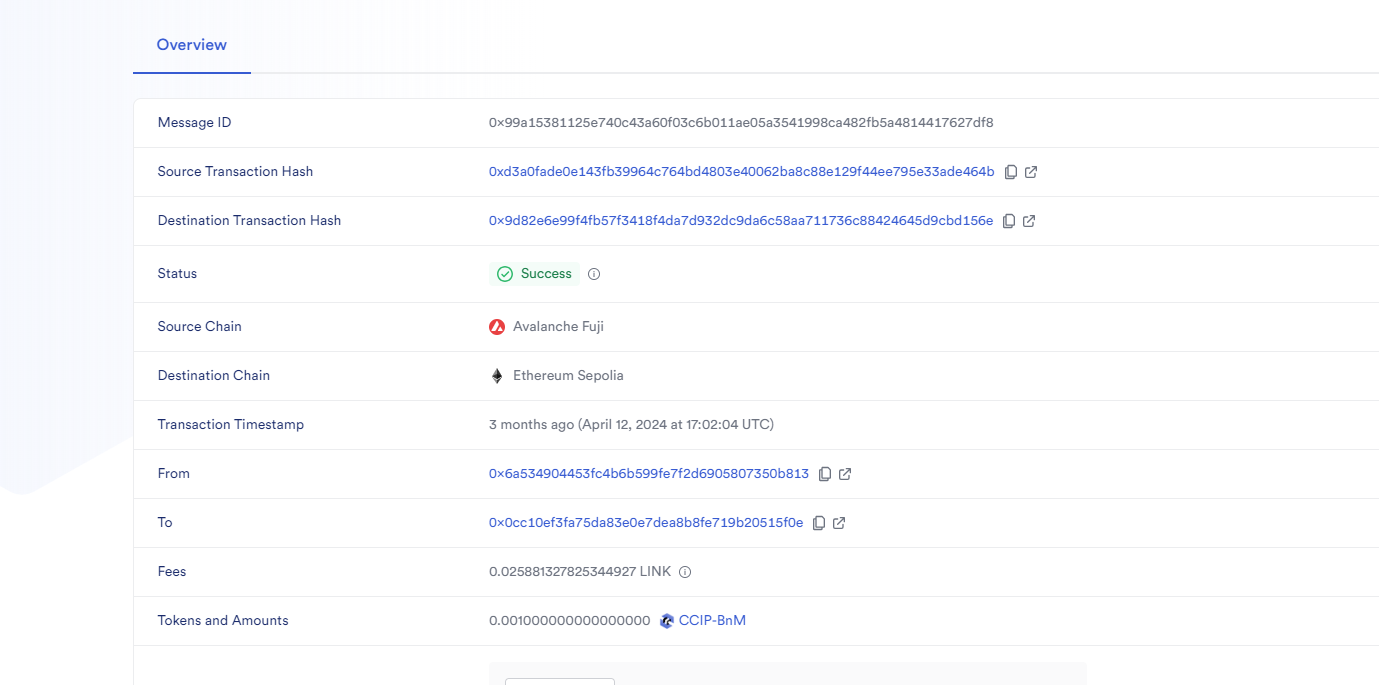 Overview
Message ID 0x99a15381125e740c43a60f03c6b011ae05a3541998ca482fb5a4814417627df8
Source Transaction Hash 0xd3a0fade0e143fb39964c764bd4803e40062ba8c88e129f44ee795e33ade464b
Destination Transaction Hash 0x9d82e6e99f4fb57f3418f4da7d932dc9da6c58aa711736c88424645d9cbd156e
Status Success
Source Chain Avalanche Fuji
Destination Chain Ethereum Sepolia
Transaction Timestamp 3 months ago (April 12, 2024 at 17:02:04 UTC)
From 0x6a534904453fc4b6b599fe7f2d6905807350b813
To 0x0cc10ef3fa75da83e0e7dea8b8fe719b20515f0e
Fees 0.025881327825344927 LINK
Tokens and Amounts 0.001000000000000000 CCIP-BnM